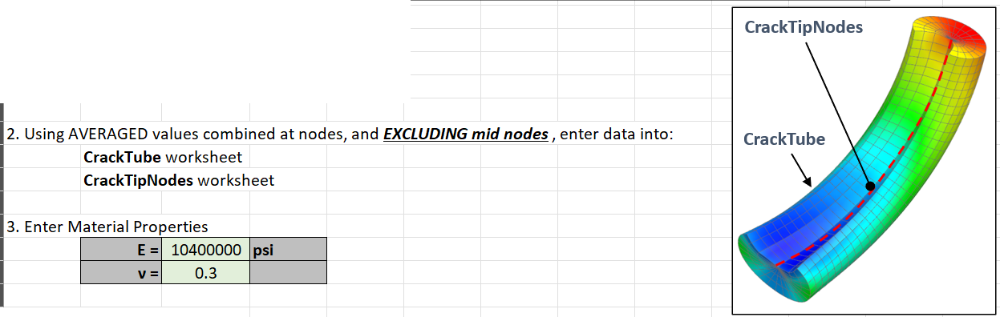 2. Using AVERAGED values combined at nodes, and EXCLUDING mid nodes , enter data into:
CrackTube worksheet
CrackTipNodes worksheet
3. Enter Material Properties
E = 10400000 psi
ν = 0.3
CrackTipNodes
CrackTube